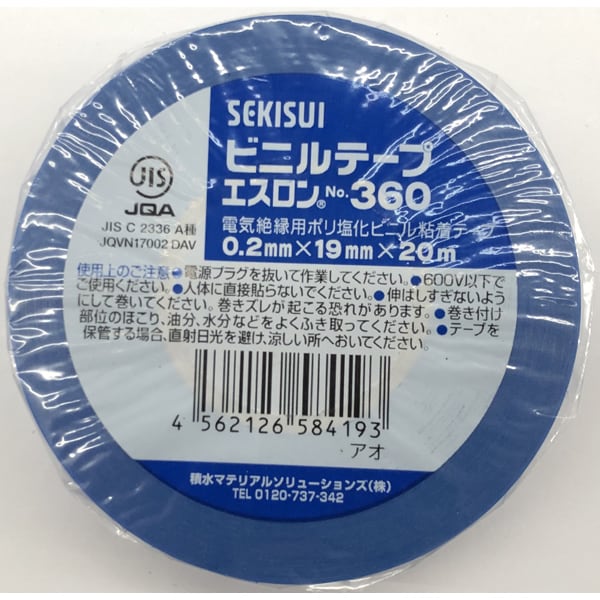 SEKISUI
ビニルテープ
エスロン® No. 360
電気絶縁用ポリ塩化ビニル粘着テープ
0.2mm×19mm×20m
JIS
JQA
JIS C 2336 A種
JQVN17002 DAV
使用上のご注意●電源プラグを抜いて作業してください。●600V以下で
ご使用ください。●人体に直接貼らないでください。●伸ばしすぎないよう
にして巻いてください。巻きズレが起こる恐れがあります。●巻き付け
部位のほこり、油分、水分などをよくふき取ってください。●テープを
保管する場合、直射日光を避け、涼しい所へおいてください。
4 562126 584193
アオ
積水マテリアルソリューションズ(株)
TEL 0120-737-342